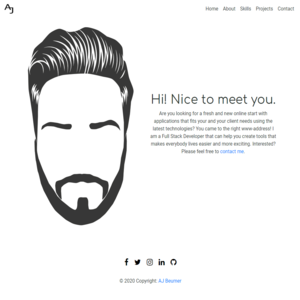 AJ
Home About Skills Projects Contact
Hi! Nice to meet you.
Are you looking for a fresh and new online start with
applications that fits your and your client needs using the
latest technologies? You came to the right www-address! I
am a Full Stack Developer that can help you create tools that
makes everybody lives easier and more exciting. Interested?
Please feel free to contact me.
© 2020 Copyright: AJ Beumer